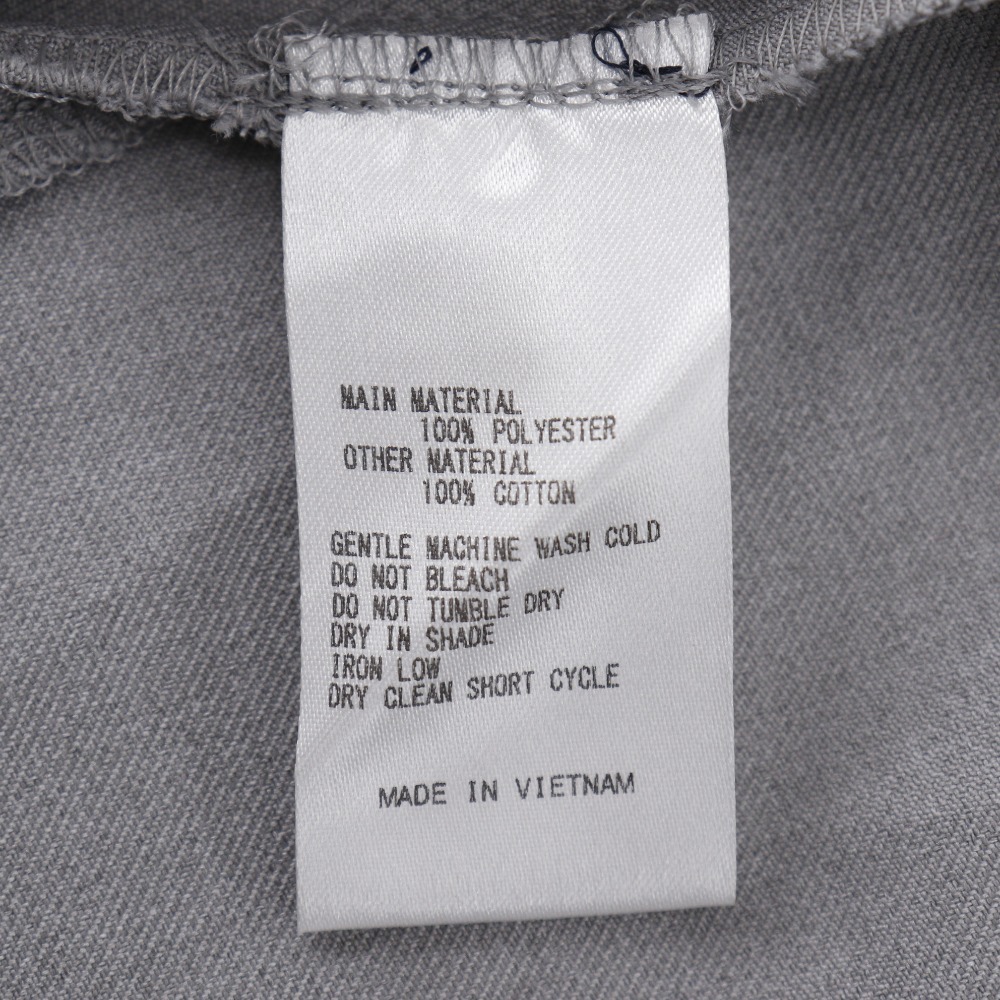 MAIN MATERIAL
100% POLYESTER
OTHER MATERIAL
100% COTTON
GENTLE MACHINE WASH COLD
DO NOT BLEACH
DO NOT TUMBLE DRY
DRY IN SHADE
IRON LOW
DRY CLEAN SHORT CYCLE
MADE IN VIETNAM